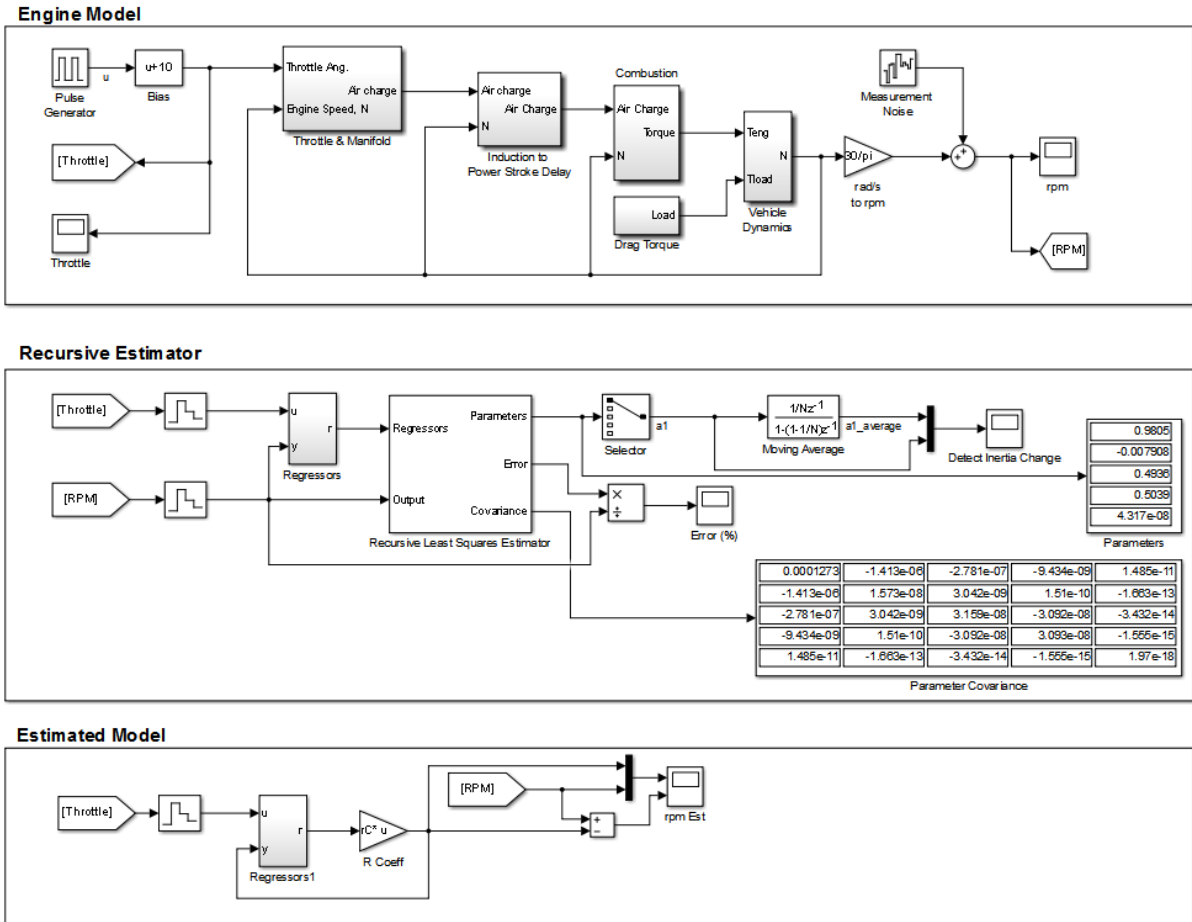 Engine Model
Pulse
Generator
u
u+10
Bias
[Throttle]
Throttle
Throttle Ang.
Air charge
Engine Speed, N
Throttle & Manifold
Air charge
Air Charge
N
Induction to
Power Stroke Delay
Combustion
Air Charge
Torque
N
Load
Drag Torque
Teng
N
Tload
Vehicle
Dynamics
30/pi
rad/s
to rpm
Measurement
Noise
++
rpm
[RPM]
Recursive Estimator
[Throttle]
[RPM]
u
r
y
Regressors
Regressors
Parameters
Error
Output
Covariance
Recursive Least Squares Estimator
Selector
a1
1/Nz-1
1-(1-1/N)z-1
Moving Average
a1_average
Detect Inertia Change
×
÷
Error (%)
0.9805
-0.007908
0.4936
0.5039
4.317e-08
Parameters
0.0001273 -1.413e-06 -2.781e-07 -9.434e-09 1.485e-11
-1.413e-06 1.573e-08 3.042e-09 1.51e-10 -1.663e-13
-2.781e-07 3.042e-09 3.159e-08 -3.092e-08 -3.432e-14
-9.434e-09 1.51e-10 -3.092e-08 3.093e-08 -1.555e-15
1.485e-11 -1.663e-13 -3.432e-14 -1.555e-15 1.97e-18
Parameter Covariance
Estimated Model
[Throttle]
u
r
y
Regressors1
rC* u
R Coeff
[RPM]
+
−
rpm Est